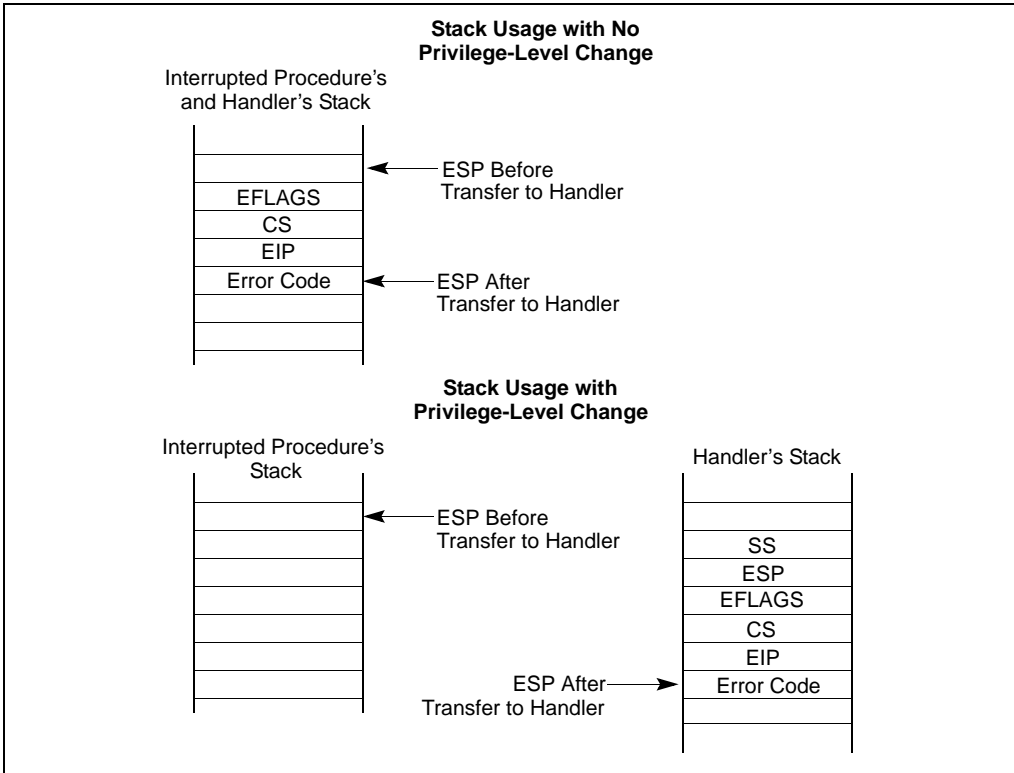 Stack Usage with No
Privilege-Level Change
Interrupted Procedure’s
and Handler’s Stack
ESP Before
Transfer to Handler
EFLAGS
CS
EIP
Error Code
ESP After
Transfer to Handler
Stack Usage with
Privilege-Level Change
Interrupted Procedure’s
Stack
Handler’s Stack
ESP Before
Transfer to Handler
SS
ESP
EFLAGS
CS
EIP
Error Code
ESP After
Transfer to Handler